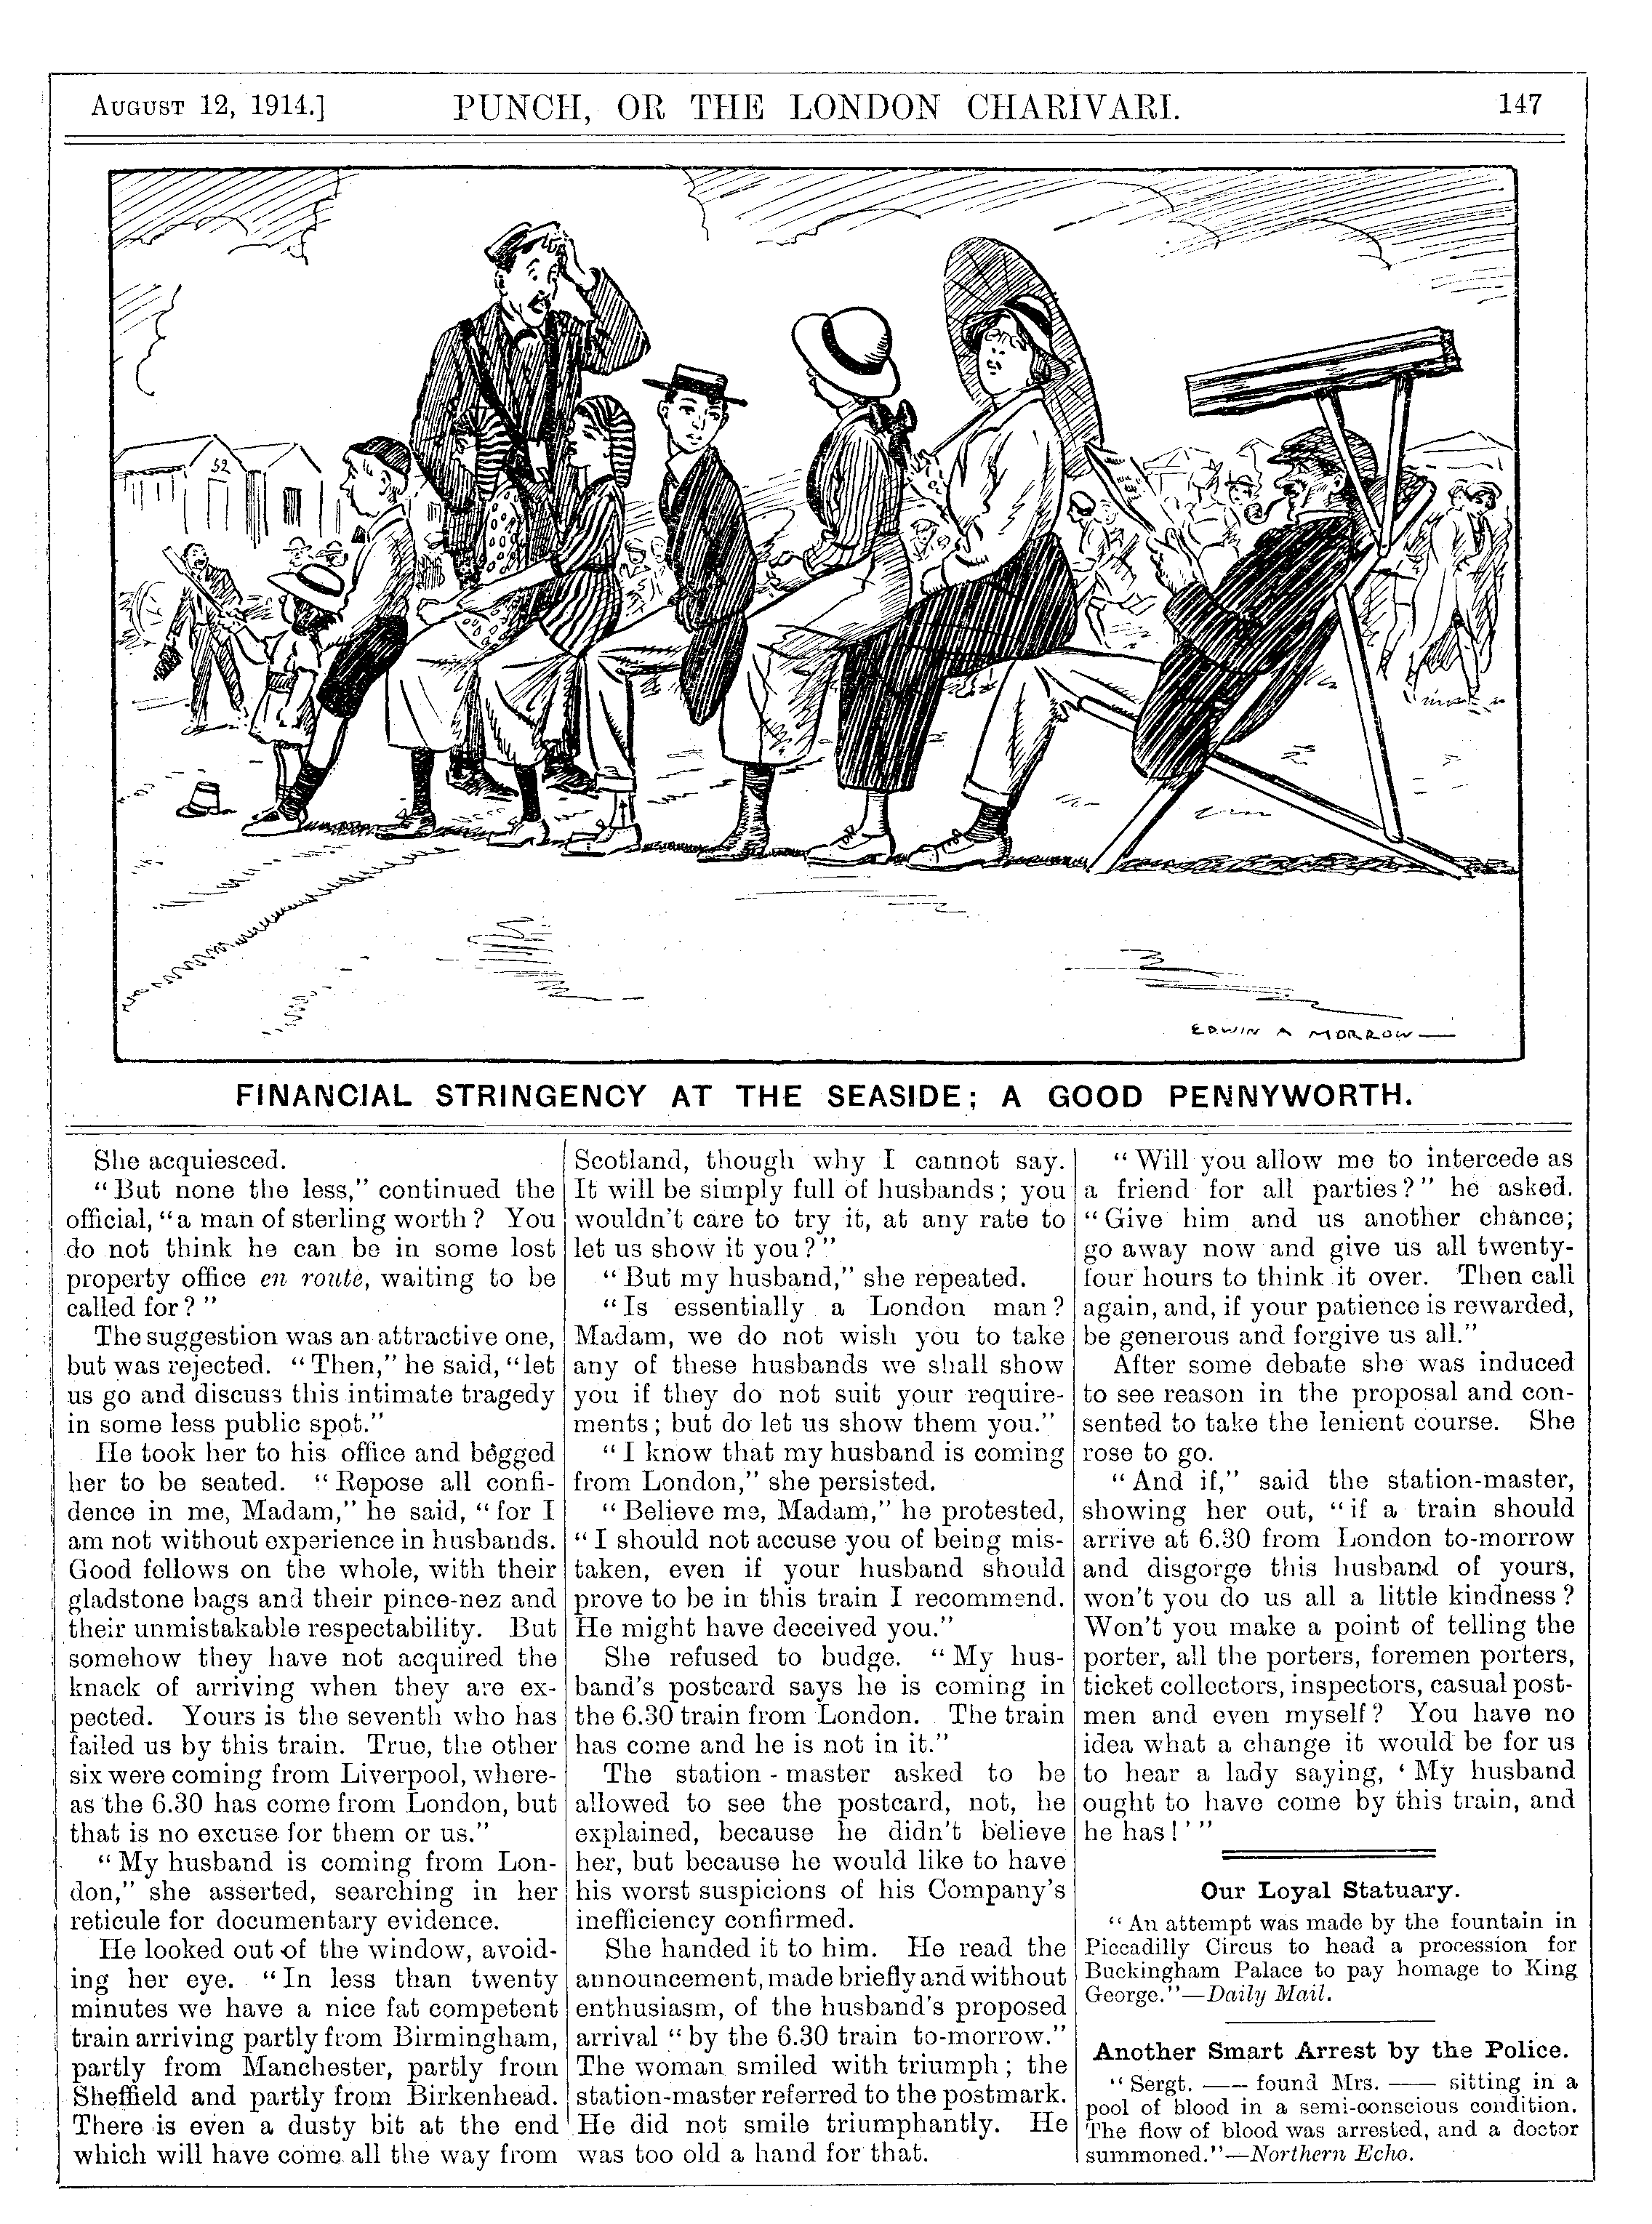 August 12, 1914.] PUNCH, OR THE LONDON CHARIVARI. 147
52
EDWIN A MORROW
FINANCIAL STRINGENCY AT THE SEASIDE; A GOOD PENNYWORTH.
She acquiesced.
"But none the less," continued the
official, "a man of sterling worth? You
do not think he can be in some lost
property office en route, waiting to be
called for?"
The suggestion was an attractive one,
but was rejected. "Then," he said, "let
us go and discuss this intimate tragedy
in some less public spot."
He took her to his office and begged
her to be seated. "Repose all confi-
dence in me, Madam," he said, "for I
am not without experience in husbands.
Good fellows on the whole, with their
gladstone bags and their pince-nez and
their unmistakable respectability. But
somehow they have not acquired the
knack of arriving when they are ex-
pected. Yours is the seventh who has
failed us by this train. True, the other
six were coming from Liverpool, where-
as the 6.30 has come from London, but
that is no excuse for them or us."
"My husband is coming from Lon-
don," she asserted, searching in her
reticule for documentary evidence.
He looked out of the window, avoid-
ing her eye. "In less than twenty
minutes we have a nice fat competent
train arriving partly from Birmingham,
partly from Manchester, partly from
Sheffield and partly from Birkenhead.
There is even a dusty bit at the end
which will have come all the way from
Scotland, though why I cannot say.
It will be simply full of husbands; you
wouldn't care to try it, at any rate to
let us show it you?"
"But my husband," she repeated.
"Is essentially a London man?
Madam, we do not wish you to take
any of these husbands we shall show
you if they do not suit your require-
ments; but do let us show them you."
"I know that my husband is coming
from London," she persisted.
"Believe me, Madam," he protested,
"I should not accuse you of being mis-
taken, even if your husband should
prove to be in this train I recommend.
He might have deceived you."
She refused to budge. "My hus-
band's postcard says he is coming in
the 6.30 train from London. The train
has come and he is not in it."
The station-master asked to be
allowed to see the postcard, not, he
explained, because he didn't believe
her, but because he would like to have
his worst suspicions of his Company's
inefficiency confirmed.
She handed it to him. He read the
announcement, made briefly and without
enthusiasm, of the husband's proposed
arrival "by the 6.30 train to-morrow."
The woman smiled with triumph; the
station-master referred to the postmark.
He did not smile triumphantly. He
was too old a hand for that.
"Will you allow me to intercede as
a friend for all parties?" he asked.
"Give him and us another chance;
go away now and give us all twenty-
four hours to think it over. Then call
again, and, if your patience is rewarded,
be generous and forgive us all."
After some debate she was induced
to see reason in the proposal and con-
sented to take the lenient course. She
rose to go.
"And if," said the station-master,
showing her out, "if a train should
arrive at 6.30 from London to-morrow
and disgorge this husband of yours,
won't you do us all a little kindness?
Won't you make a point of telling the
porter, all the porters, foremen porters,
ticket collectors, inspectors, casual post-
men and even myself? You have no
idea what a change it would be for us
to hear a lady saying, 'My husband
ought to have come by this train, and
he has!'"
Our Loyal Statuary.
"An attempt was made by the fountain in
Piccadilly Circus to head a procession for
Buckingham Palace to pay homage to King
George."—Daily Mail.
Another Smart Arrest by the Police.
"Sergt. —— found Mrs. —— sitting in a
pool of blood in a semi-conscious condition.
The flow of blood was arrested, and a doctor
summoned."—Northern Echo.